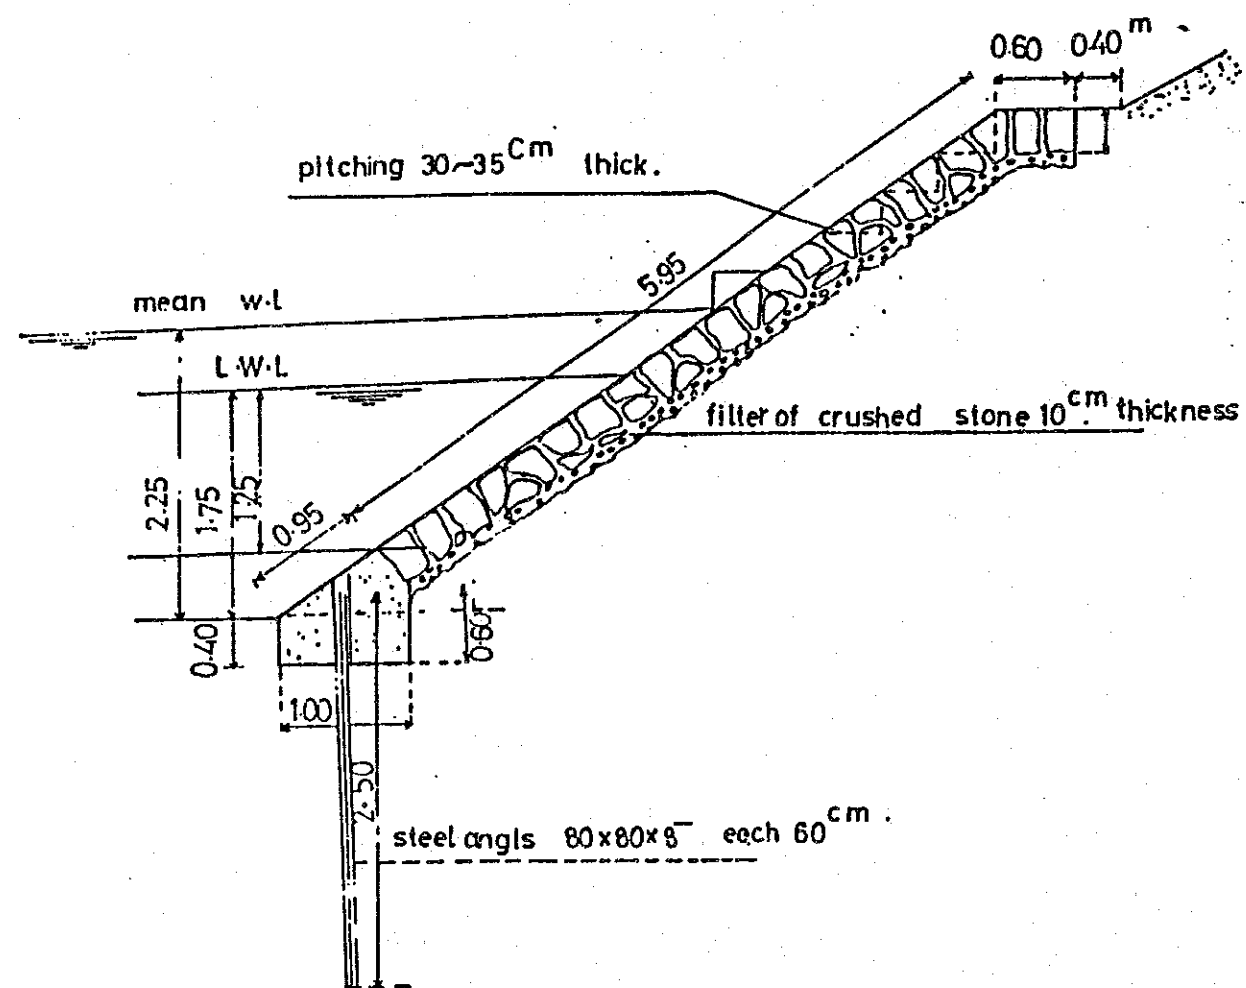 0.60 0.40 m
pitching 30~35 Cm thick.
5.95
mean w.l
L.W.L.
filter of crushed stone 10 cm. thickness
2.25
1.75
1.25
0.95
0.40
0.60
1.00
2.50
steel angls 80x80x8 each 60 cm.